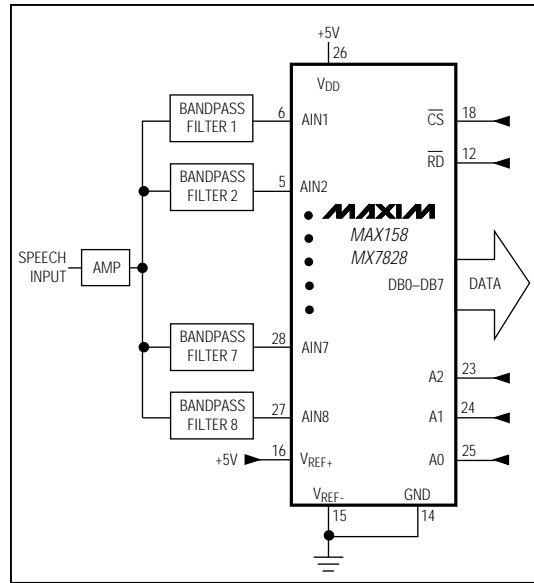 +5V
26
VDD
BANDPASS
FILTER 1
6
AIN1
CS
18
RD
12
BANDPASS
FILTER 2
5
AIN2
MAXIM
MAX158
MX7828
SPEECH
INPUT
AMP
DB0–DB7
DATA
BANDPASS
FILTER 7
28
AIN7
A2
23
BANDPASS
FILTER 8
27
AIN8
A1
24
+5V
16
VREF+
A0
25
VREF-
GND
15
14